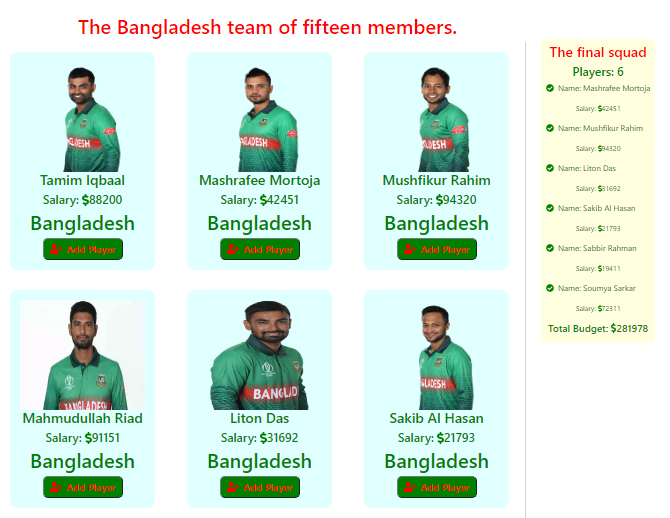 The Bangladesh team of fifteen members.
Tamim Iqbaal
Salary: $88200
Bangladesh
Add Player
Mashrafee Mortoja
Salary: $42451
Bangladesh
Add Player
Mushfikur Rahim
Salary: $94320
Bangladesh
Add Player
Mahmudullah Riad
Salary: $91151
Bangladesh
Add Player
BANGLAD
Liton Das
Salary: $31692
Bangladesh
Add Player
Sakib Al Hasan
Salary: $21793
Bangladesh
Add Player
The final squad
Players: 6
Name: Mashrafee Mortoja
Salary: $42451
Name: Mushfikur Rahim
Salary: $94320
Name: Liton Das
Salary: $31692
Name: Sakib Al Hasan
Salary: $21793
Name: Sabbir Rahman
Salary: $19411
Name: Soumya Sarkar
Salary: $72311
Total Budget: $281978